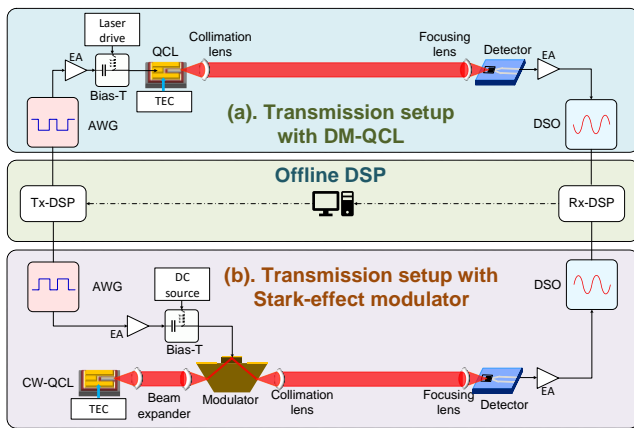 Laser
drive
EA
QCL
Collimation
lens
Focusing
lens
Detector
EA
Bias-T
TEC
AWG
(a). Transmission setup
with DM-QCL
DSO
Offline DSP
Tx-DSP
Rx-DSP
AWG
DC
source
(b). Transmission setup with
Stark-effect modulator
DSO
EA
Bias-T
CW-QCL
TEC
Beam
expander
Modulator
Collimation
lens
Focusing
lens
Detector
EA